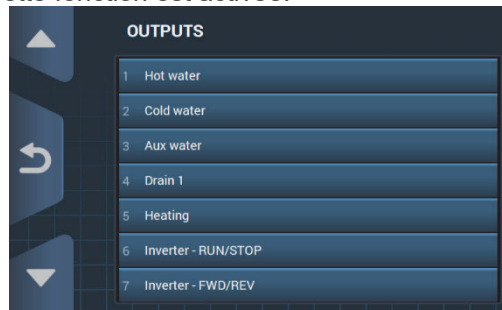 OUTPUTS
1 Hot water
2 Cold water
3 Aux water
4 Drain 1
5 Heating
6 Inverter - RUN/STOP
7 Inverter - FWD/REV